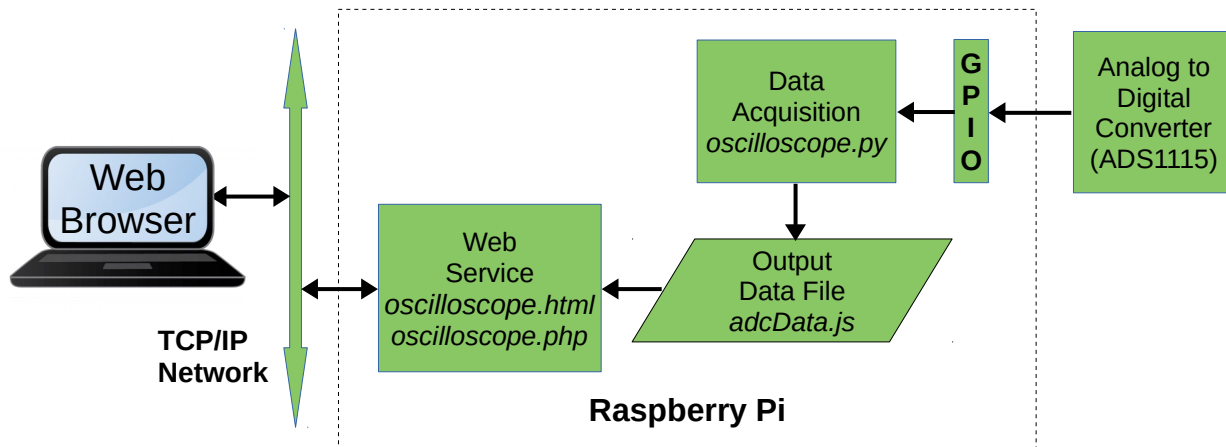 Web
Browser
TCP/IP
Network
Web
Service
oscilloscope.html
oscilloscope.php
Data
Acquisition
oscilloscope.py
Output
Data File
adcData.js
G
P
I
O
Analog to
Digital
Converter
(ADS1115)
Raspberry Pi